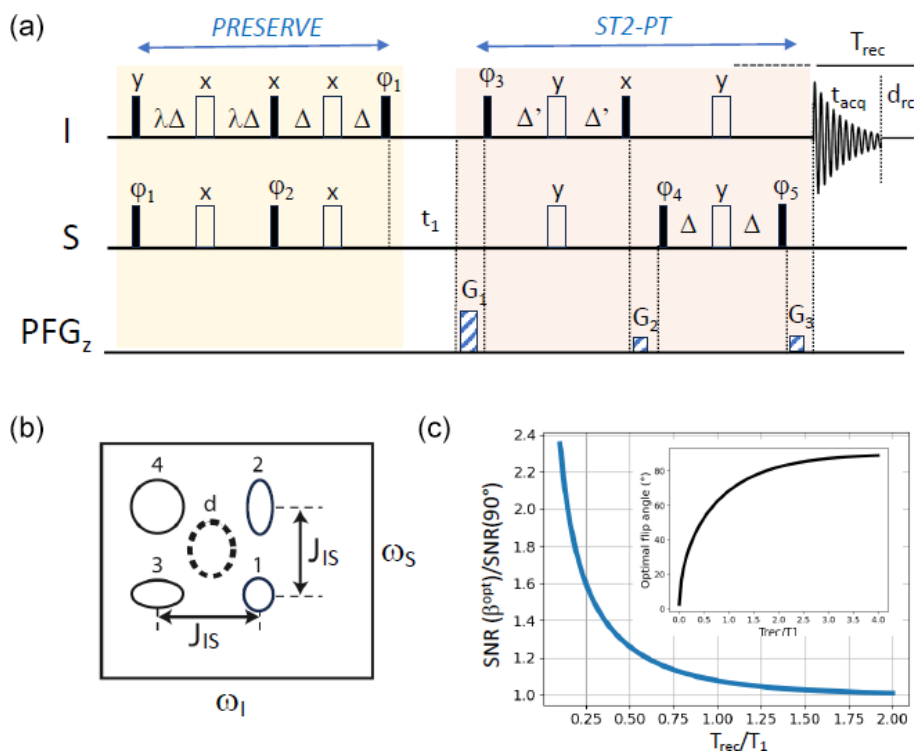 (a)
PRESERVE
ST2-PT
T_rec
y x x x φ₁ φ₃ y x y
λΔ λΔ Δ Δ Δ' Δ' t_acq d_rc
I
φ₁ x φ₂ x y φ₄ y φ₅
t₁ Δ Δ
S
G₁ G₂ G₃
PFG_z
(b)
4 2
d
J_IS
3 1
J_IS
ω_S
ω_I
(c)
SNR (β^opt)/SNR(90°)
2.4
2.2
2.0
1.8
1.6
1.4
1.2
1.0
0.25 0.50 0.75 1.00 1.25 1.50 1.75 2.00
T_rec/T₁
Optimal flip angle (°)
80
60
40
20
0
0.0 0.5 1.0 1.5 2.0 2.5 3.0 3.5 4.0
Trec/T1